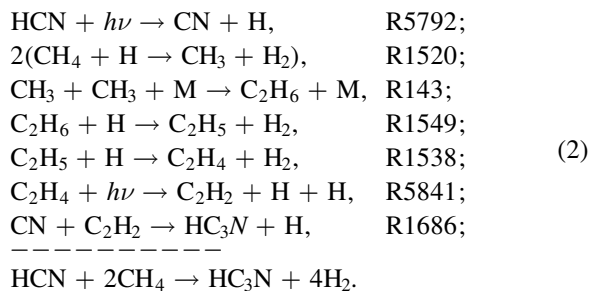 HCN + hν → CN + H, R5792;
2(CH₄ + H → CH₃ + H₂), R1520;
CH₃ + CH₃ + M → C₂H₆ + M, R143;
C₂H₆ + H → C₂H₅ + H₂, R1549;
C₂H₅ + H → C₂H₄ + H₂, R1538;
(2)
C₂H₄ + hν → C₂H₂ + H + H, R5841;
CN + C₂H₂ → HC₃N + H, R1686;
– – – – – – – – – –
HCN + 2CH₄ → HC₃N + 4H₂.